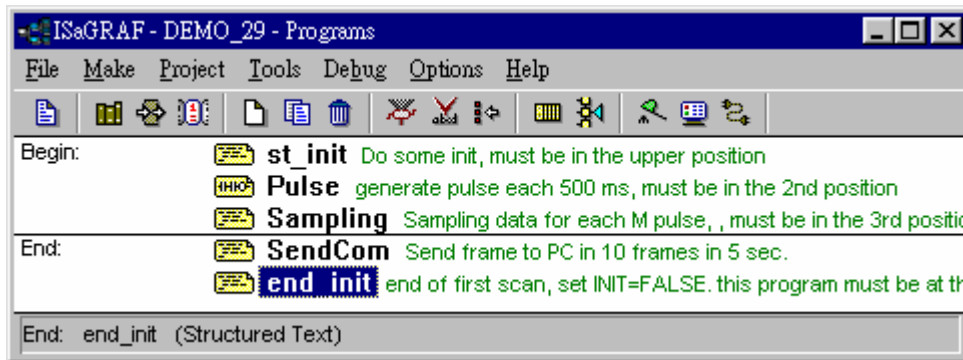 ISaGRAF - DEMO_29 - Programs
File Make Project Tools Debug Options Help
Begin: st_init Do some init, must be in the upper position
Pulse generate pulse each 500 ms, must be in the 2nd position
Sampling Sampling data for each M pulse, , must be in the 3rd positio
End: SendCom Send frame to PC in 10 frames in 5 sec.
end_init end of first scan, set INIT=FALSE. this program must be at th
End: end_init (Structured Text)